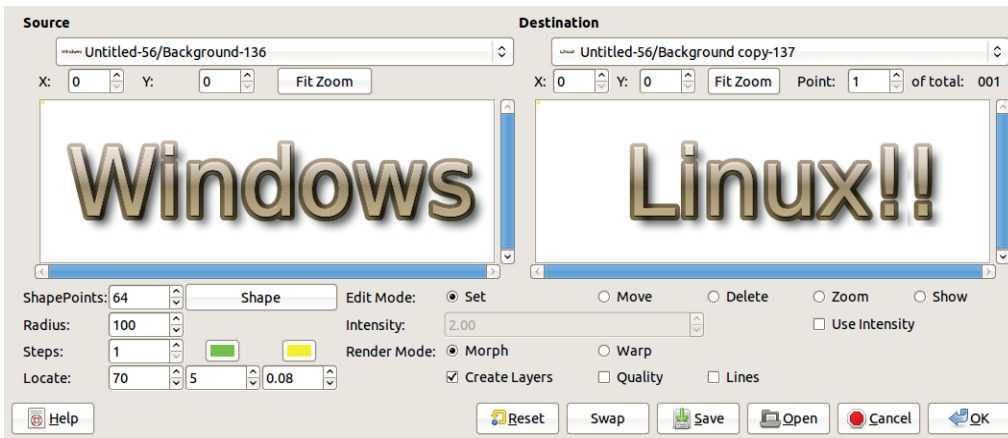 Source Destination
Untitled-56/Background-136 Untitled-56/Background copy-137
X: 0 Y: 0 Fit Zoom X: 0 Y: 0 Fit Zoom Point: 1 of total: 001
Windows Linux!!
ShapePoints: 64 Shape Edit Mode: Set Move Delete Zoom Show
Radius: 100 Intensity: 2.00 Use Intensity
Steps: 1 Render Mode: Morph Warp
Locate: 70 5 0.08 Create Layers Quality Lines
Help Reset Swap Save Open Cancel OK